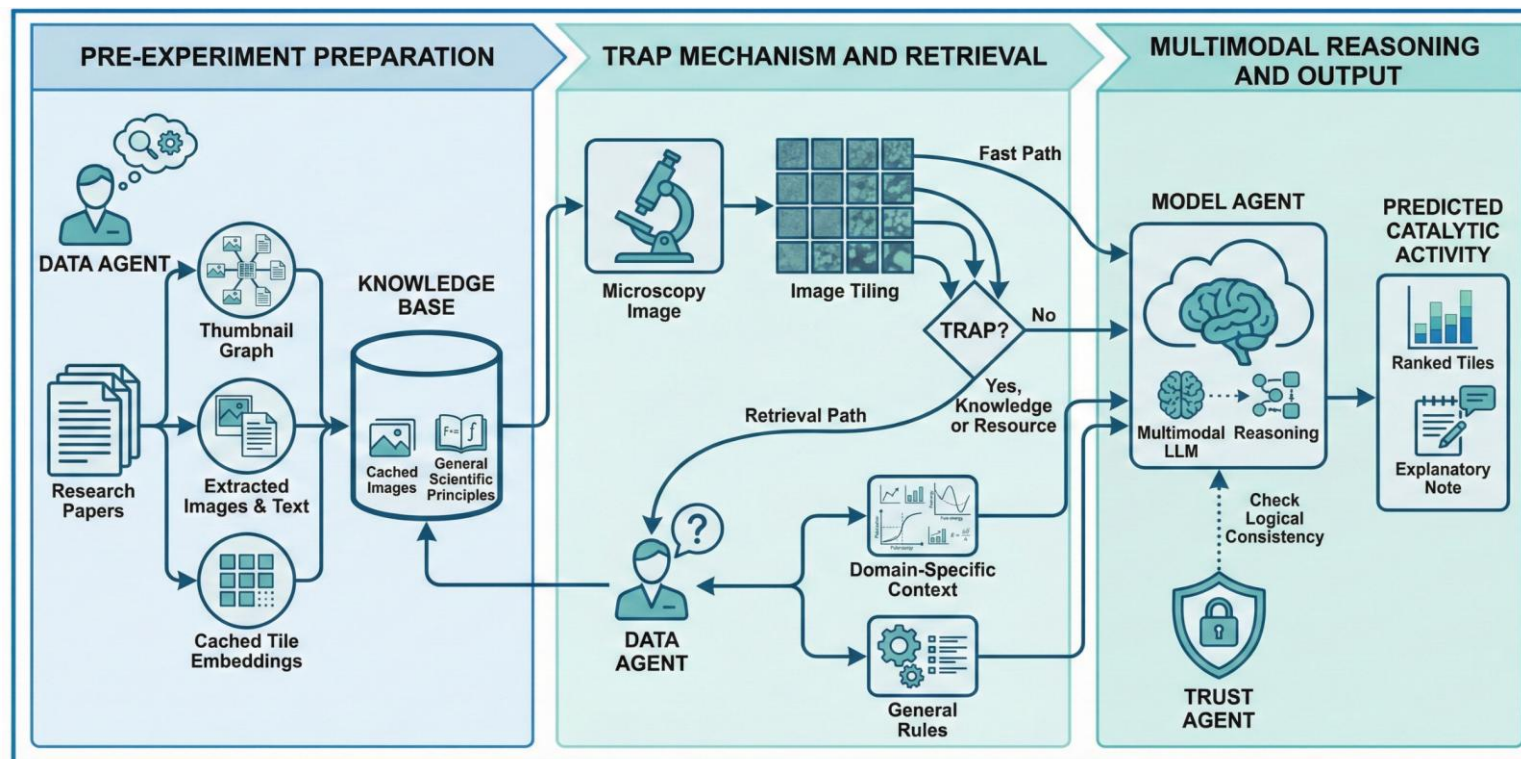 PRE-EXPERIMENT PREPARATION
DATA AGENT
Research
Papers
Thumbnail
Graph
Extracted
Images & Text
Cached Tile
Embeddings
KNOWLEDGE
BASE
Cached
Images
F= ƒ
General
Scientific
Principles
TRAP MECHANISM AND RETRIEVAL
Microscopy
Image
Image Tiling
Fast Path
TRAP?
No
Yes,
Knowledge
or Resource
Retrieval Path
?
DATA
AGENT
Domain-Specific
Context
General
Rules
MULTIMODAL REASONING
AND OUTPUT
MODEL AGENT
Multimodal
LLM
Reasoning
Check
Logical
Consistency
TRUST
AGENT
PREDICTED
CATALYTIC
ACTIVITY
Ranked Tiles
Explanatory
Note